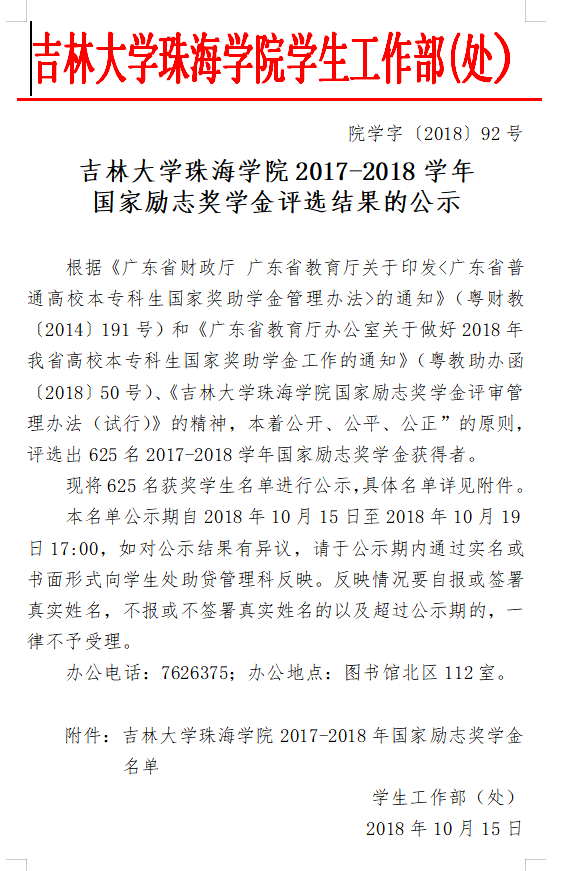 吉林大学珠海学院学生工作部(处)
院学字〔2018〕92号
吉林大学珠海学院 2017-2018 学年
国家励志奖学金评选结果的公示
根据《广东省财政厅 广东省教育厅关于印发<广东省普
通高校本专科生国家奖助学金管理办法>的通知》（粤财教
〔2014〕191 号）和《广东省教育厅办公室关于做好 2018 年
我省高校本专科生国家奖助学金工作的通知》（粤教助办函
〔2018〕50 号）、《吉林大学珠海学院国家励志奖学金评审管
理办法（试行）》的精神，本着公开、公平、公正”的原则，
评选出 625 名 2017-2018 学年国家励志奖学金获得者。
现将 625 名获奖学生名单进行公示，具体名单详见附件。
本名单公示期自 2018 年 10 月 15 日至 2018 年 10 月 19
日 17:00，如对公示结果有异议，请于公示期内通过实名或
书面形式向学生处助贷管理科反映。反映情况要自报或签署
真实姓名，不报或不签署真实姓名的以及超过公示期的，一
律不予受理。
办公电话：7626375；办公地点：图书馆北区 112 室。
附件：吉林大学珠海学院 2017-2018 年国家励志奖学金
名单
学生工作部（处）
2018 年 10 月 15 日